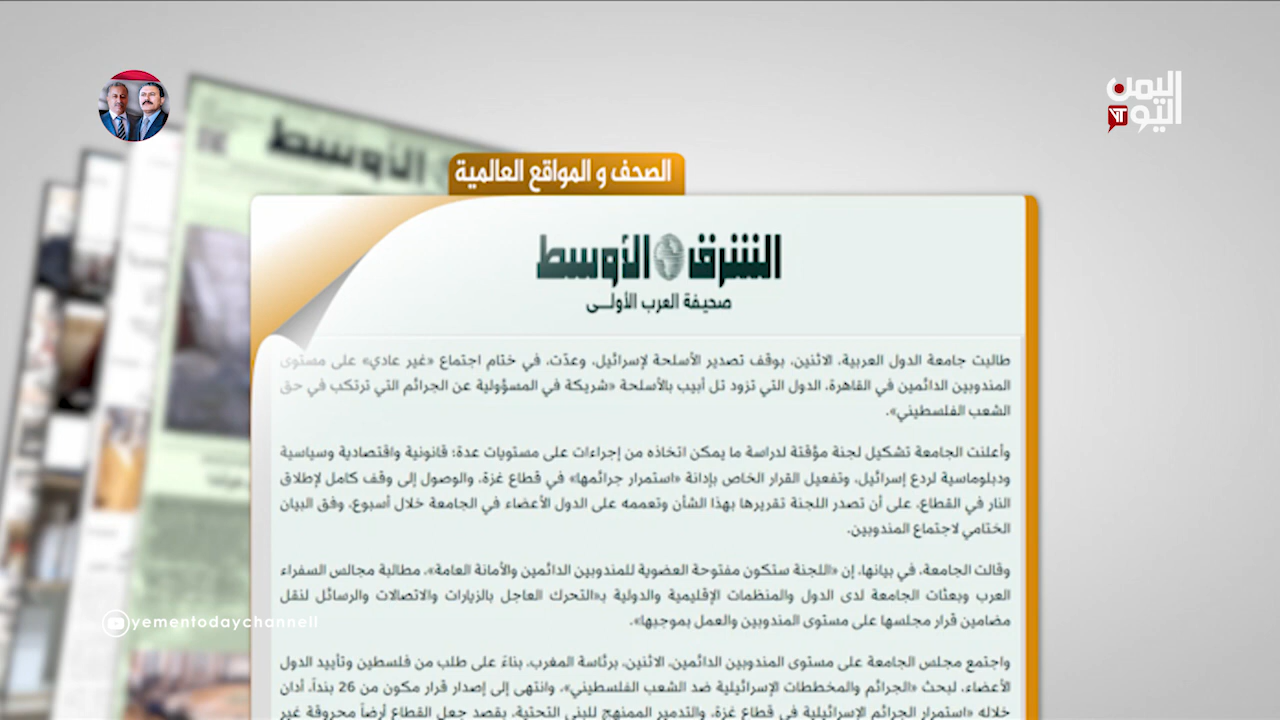 اليمن
اليوم
الأوسط
الصحف و المواقع العالمية
الشرق الأوسط
صحيفة العرب الأولـى
طالبت جامعة الدول العربية، الاثنين، بوقف تصدير الأسلحة لإسرائيل، وعدّت، في ختام اجتماع «غير عادي» على مستوى
المندوبين الدائمين في القاهرة، الدول التي تزود تل أبيب بالأسلحة «شريكة في المسؤولية عن الجرائم التي ترتكب في حق
الشعب الفلسطيني».
وأعلنت الجامعة تشكيل لجنة مؤقتة لدراسة ما يمكن اتخاذه من إجراءات على مستويات عدة؛ قانونية واقتصادية وسياسية
ودبلوماسية لردع إسرائيل، وتفعيل القرار الخاص بإدانة «استمرار جرائمها» في قطاع غزة، والوصول إلى وقف كامل لإطلاق
النار في القطاع، على أن تصدر اللجنة تقريرها بهذا الشأن وتعممه على الدول الأعضاء في الجامعة خلال أسبوع، وفق البيان
الختامي لاجتماع المندوبين.
وقالت الجامعة، في بيانها، إن «اللجنة ستكون مفتوحة العضوية للمندوبين الدائمين والأمانة العامة»، مطالبة مجالس السفراء
العرب وبعثات الجامعة لدى الدول والمنظمات الإقليمية والدولية بـ«التحرك العاجل بالزيارات والاتصالات والرسائل لنقل
مضامين قرار مجلسها على مستوى المندوبين والعمل بموجبها».
واجتمع مجلس الجامعة على مستوى المندوبين الدائمين، الاثنين، برئاسة المغرب، بناءً على طلب من فلسطين وتأييد الدول
الأعضاء، لبحث «الجرائم والمخططات الإسرائيلية ضد الشعب الفلسطيني»، وانتهى إلى إصدار قرار مكون من 26 بنداً، أدان
خلاله «استمرار الجرائم الإسرائيلية في قطاع غزة، والتدمير الممنهج للبنى التحتية، بقصد جعل القطاع أرضاً محروقة غير
yementodaychannell